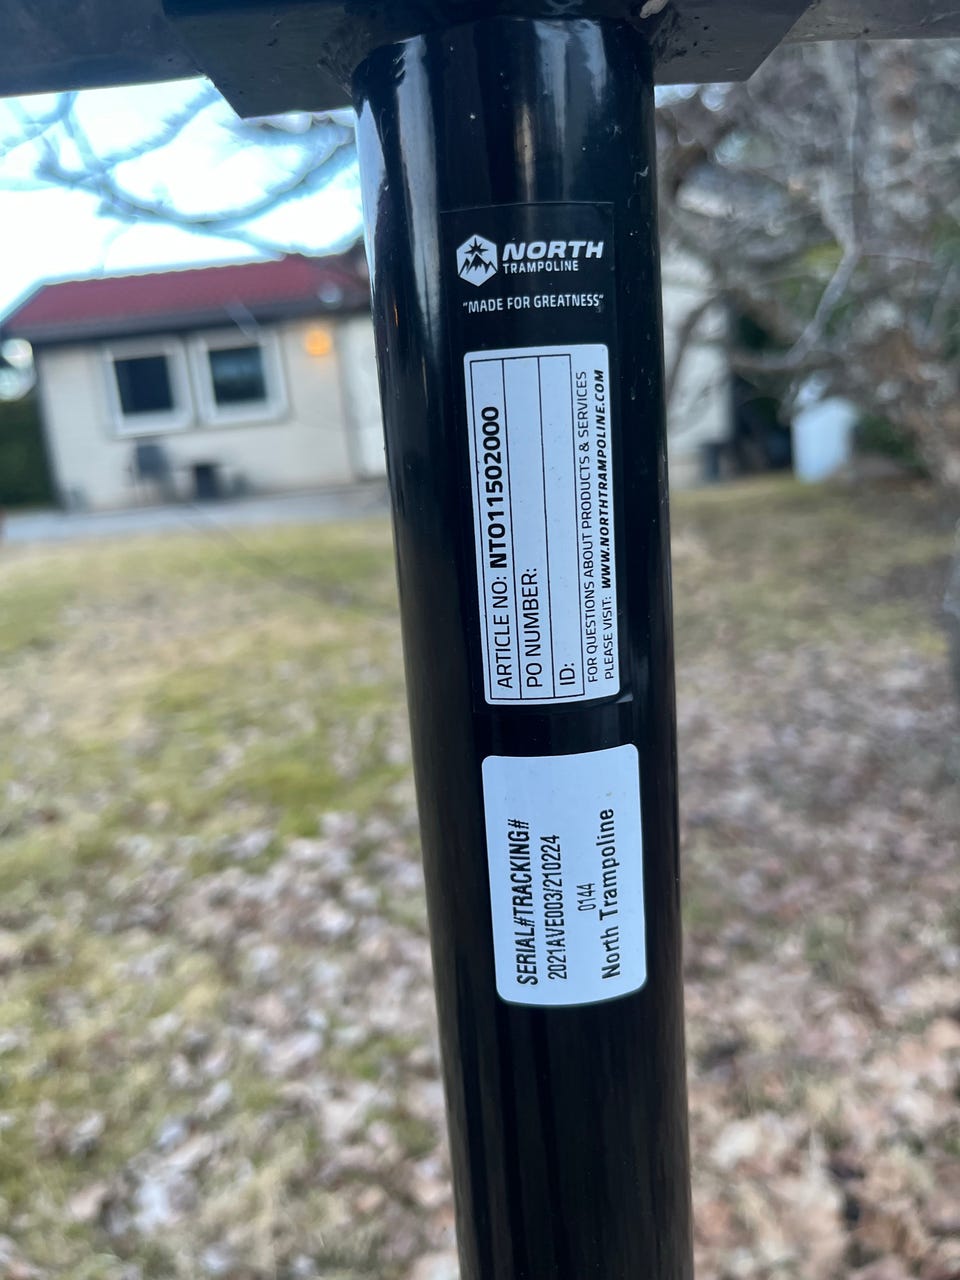 NORTH
TRAMPOLINE
"MADE FOR GREATNESS"
ARTICLE NO: NTO11502000
PO NUMBER:
ID:
FOR QUESTIONS ABOUT PRODUCTS & SERVICES
PLEASE VISIT: WWW.NORTHTRAMPOLINE.COM
SERIAL#TRACKING#
2021AVE003/210224
0144
North Trampoline